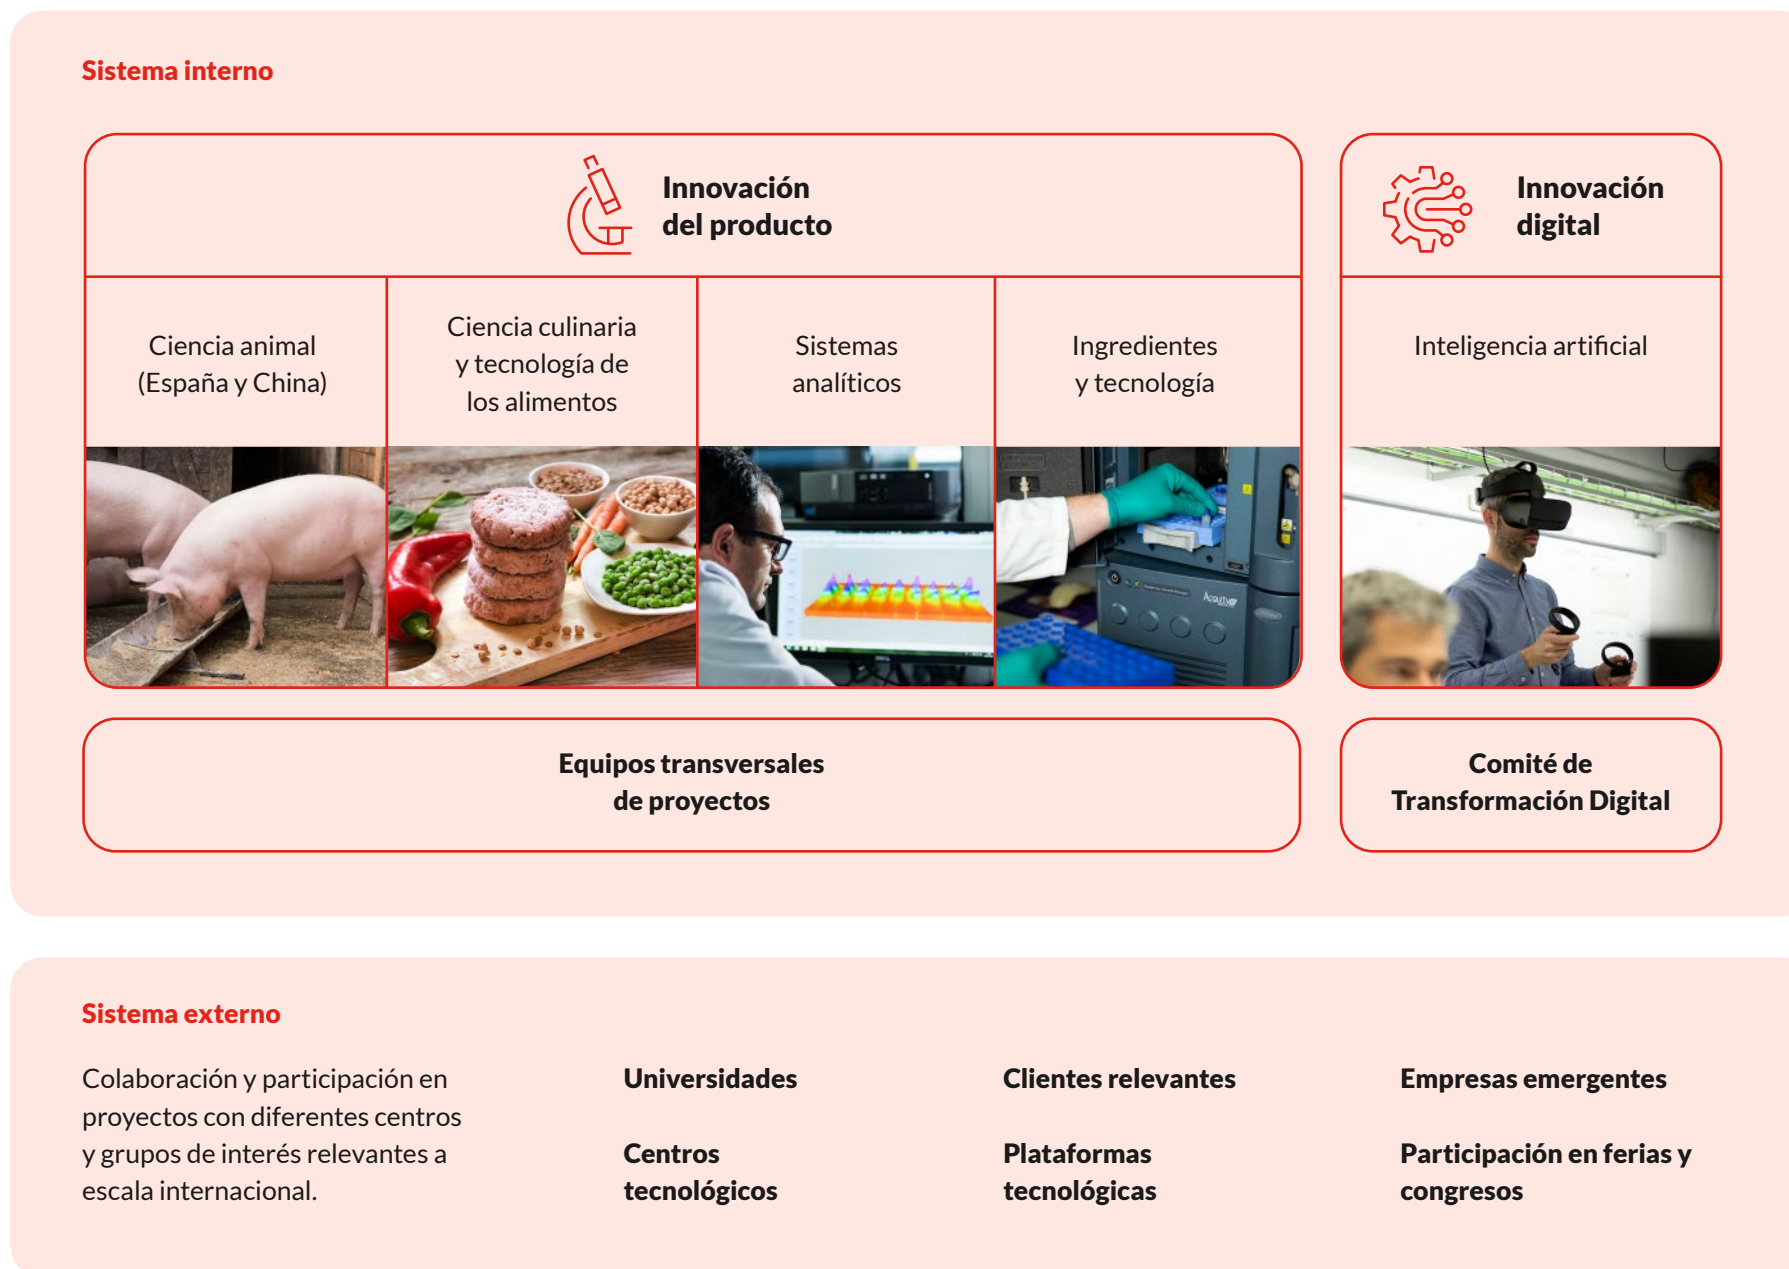 Sistema interno
Innovación
del producto
Innovación
digital
Ciencia animal
(España y China)
Ciencia culinaria
y tecnología de
los alimentos
Sistemas
analíticos
Ingredientes
y tecnología
Inteligencia artificial
Equipos transversales
de proyectos
Comité de
Transformación Digital
Sistema externo
Colaboración y participación en
proyectos con diferentes centros
y grupos de interés relevantes a
escala internacional.
Universidades
Clientes relevantes
Empresas emergentes
Centros
tecnológicos
Plataformas
tecnológicas
Participación en ferias y
congresos